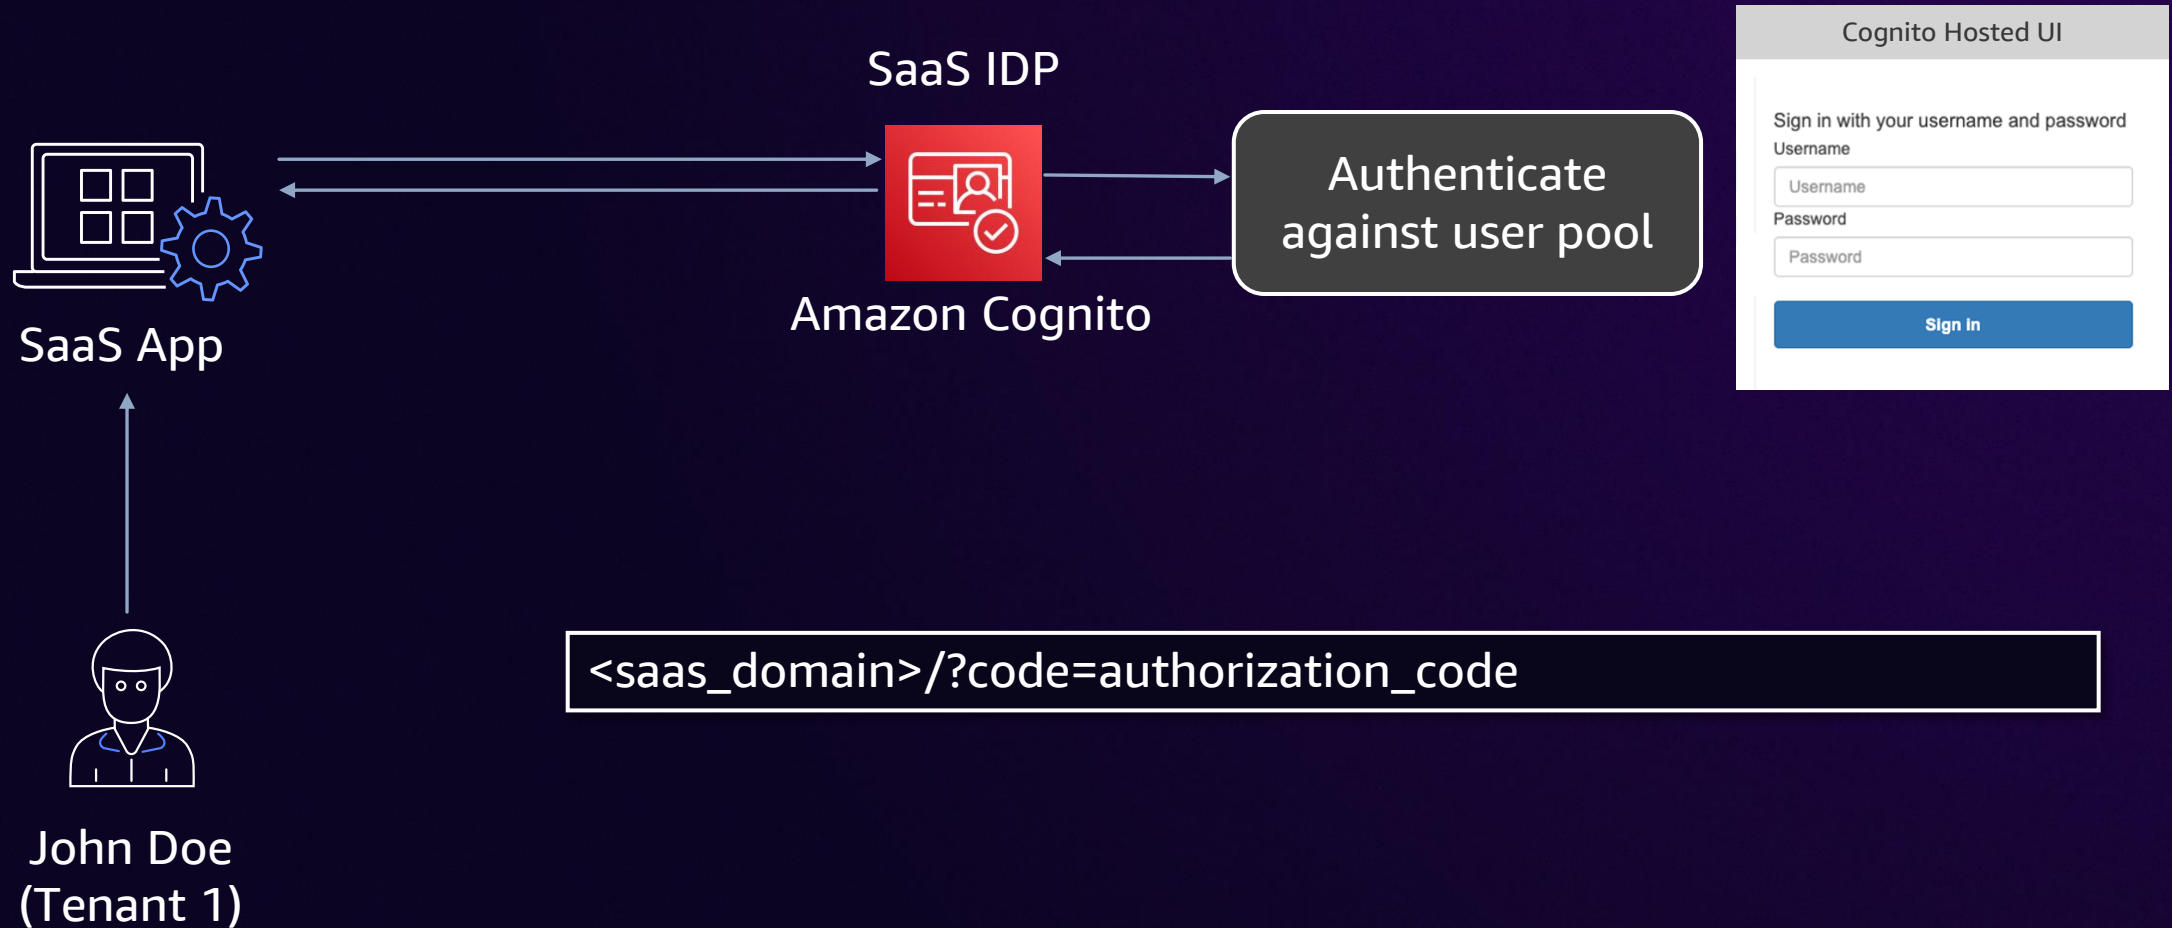 SaaS IDP
Amazon Cognito
Authenticate
against user pool
Cognito Hosted UI
Sign in with your username and password
Username
Username
Password
Password
Sign in
SaaS App
<saas_domain>/?code=authorization_code
John Doe
(Tenant 1)